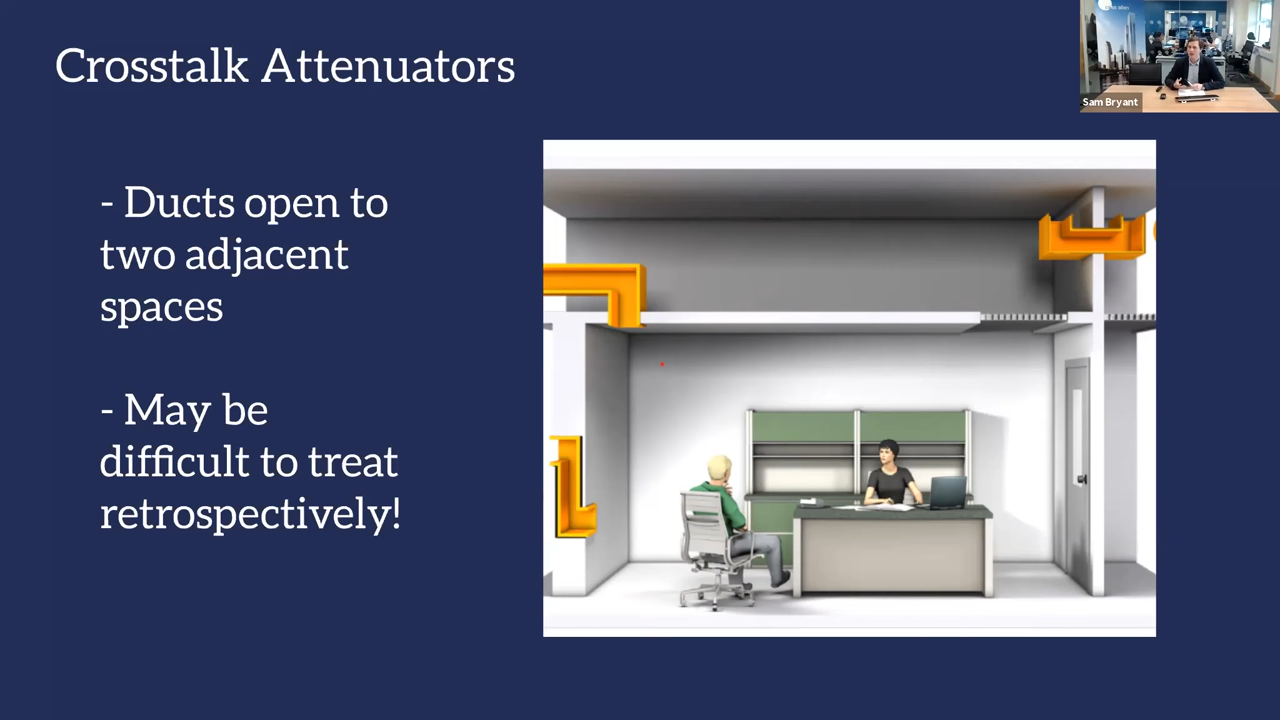 Crosstalk Attenuators
- Ducts open to
two adjacent
spaces
- May be
difficult to treat
retrospectively!
Sam Bryant